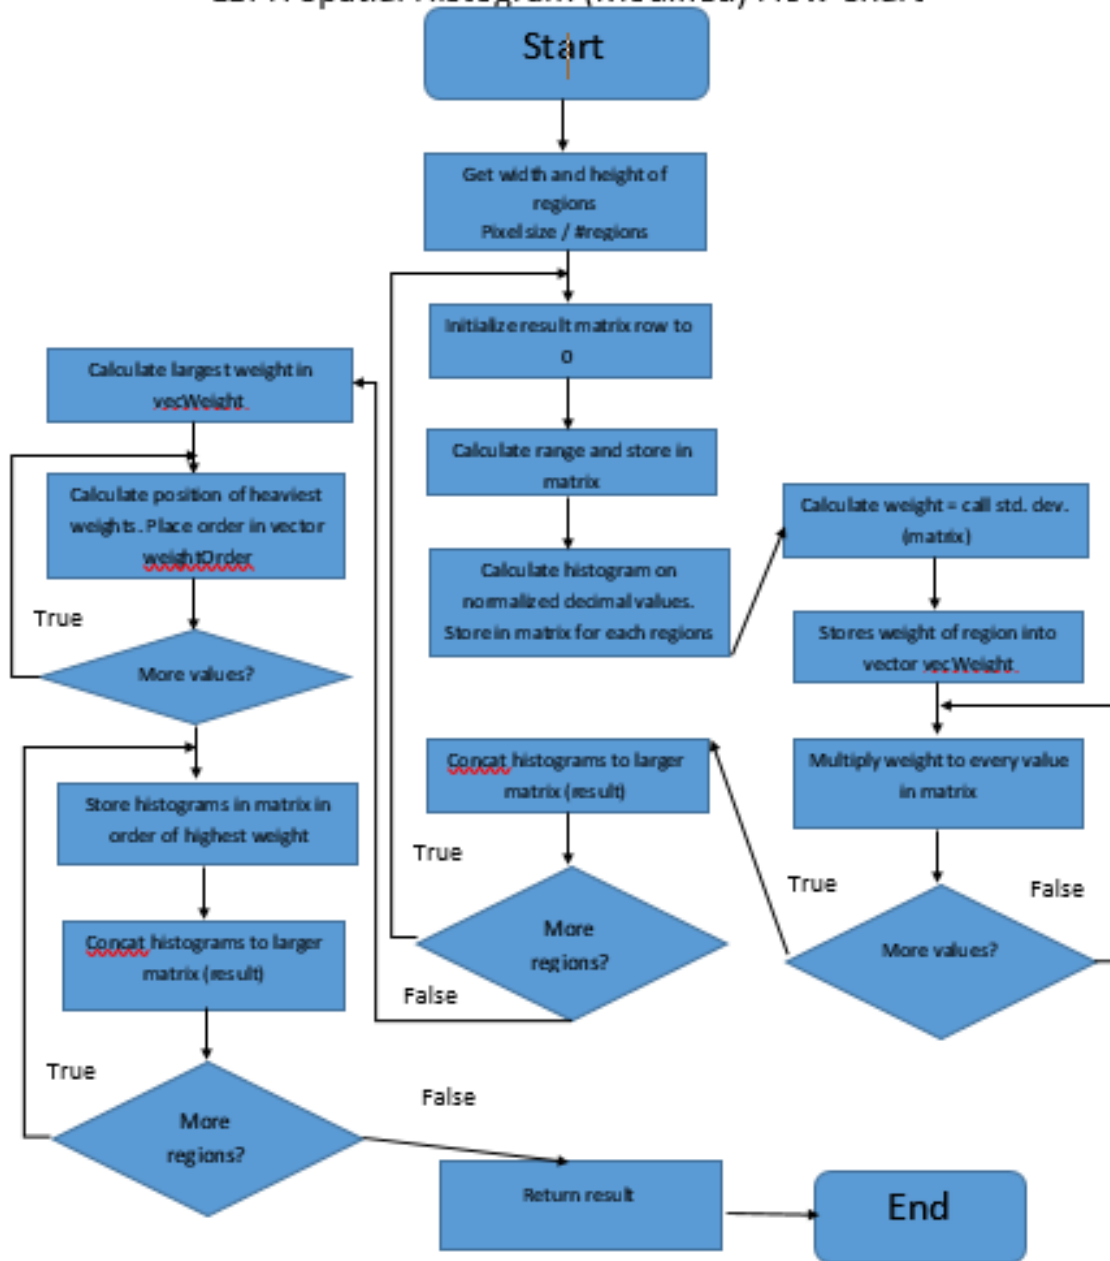 Spatial Histogram (Modified) Flow Chart
Start
Get width and height of
regions
Pixel size / #regions
Initialize result matrix row to
0
Calculate range and store in
matrix
Calculate histogram on
normalized decimal values.
Store in matrix for each regions
Calculate weight = call std. dev.
(matrix)
Stores weight of region into
vector vecWeight
Multiply weight to every value
in matrix
More values?
True
False
Concat histograms to larger
matrix (result)
True
More
regions?
False
Calculate largest weight in
vecWeight
Calculate position of heaviest
weights. Place order in vector
weightOrder
True
More values?
Store histograms in matrix in
order of highest weight
Concat histograms to larger
matrix (result)
True
More
regions?
False
Return result
End